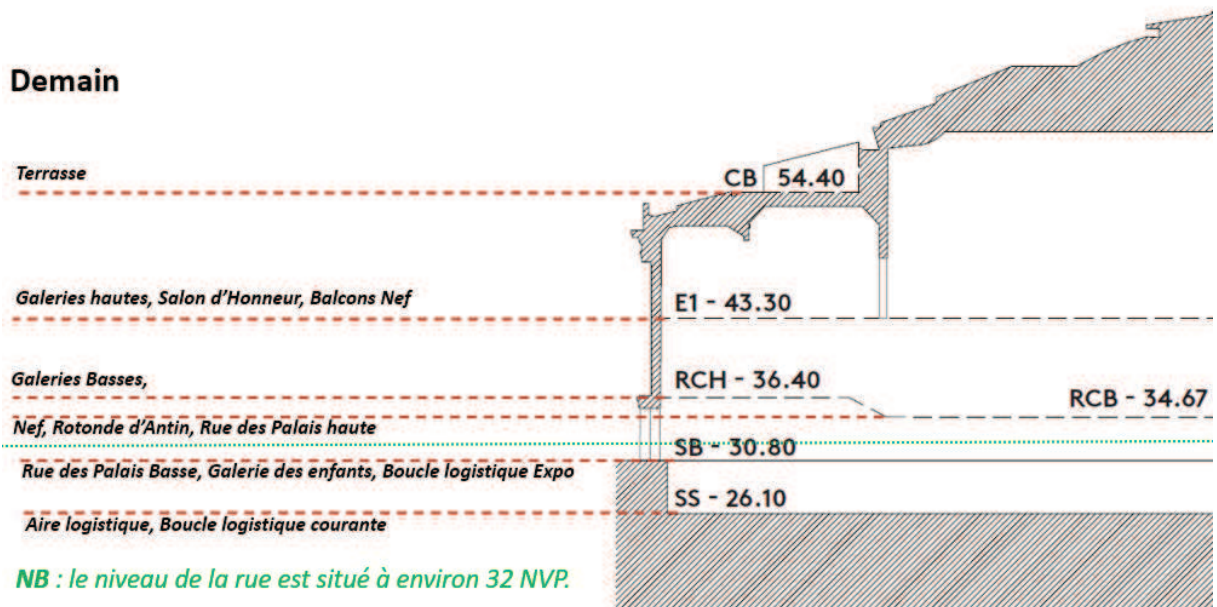 Demain
Terrasse
CB 54.40
Galeries hautes, Salon d'Honneur, Balcons Nef
E1 - 43.30
Galeries Basses,
RCH - 36.40
RCB - 34.67
Nef, Rotonde d'Antin, Rue des Palais haute
SB - 30.80
Rue des Palais Basse, Galerie des enfants, Boucle logistique Expo
SS - 26.10
Aire logistique, Boucle logistique courante
NB : le niveau de la rue est situé à environ 32 NVP.